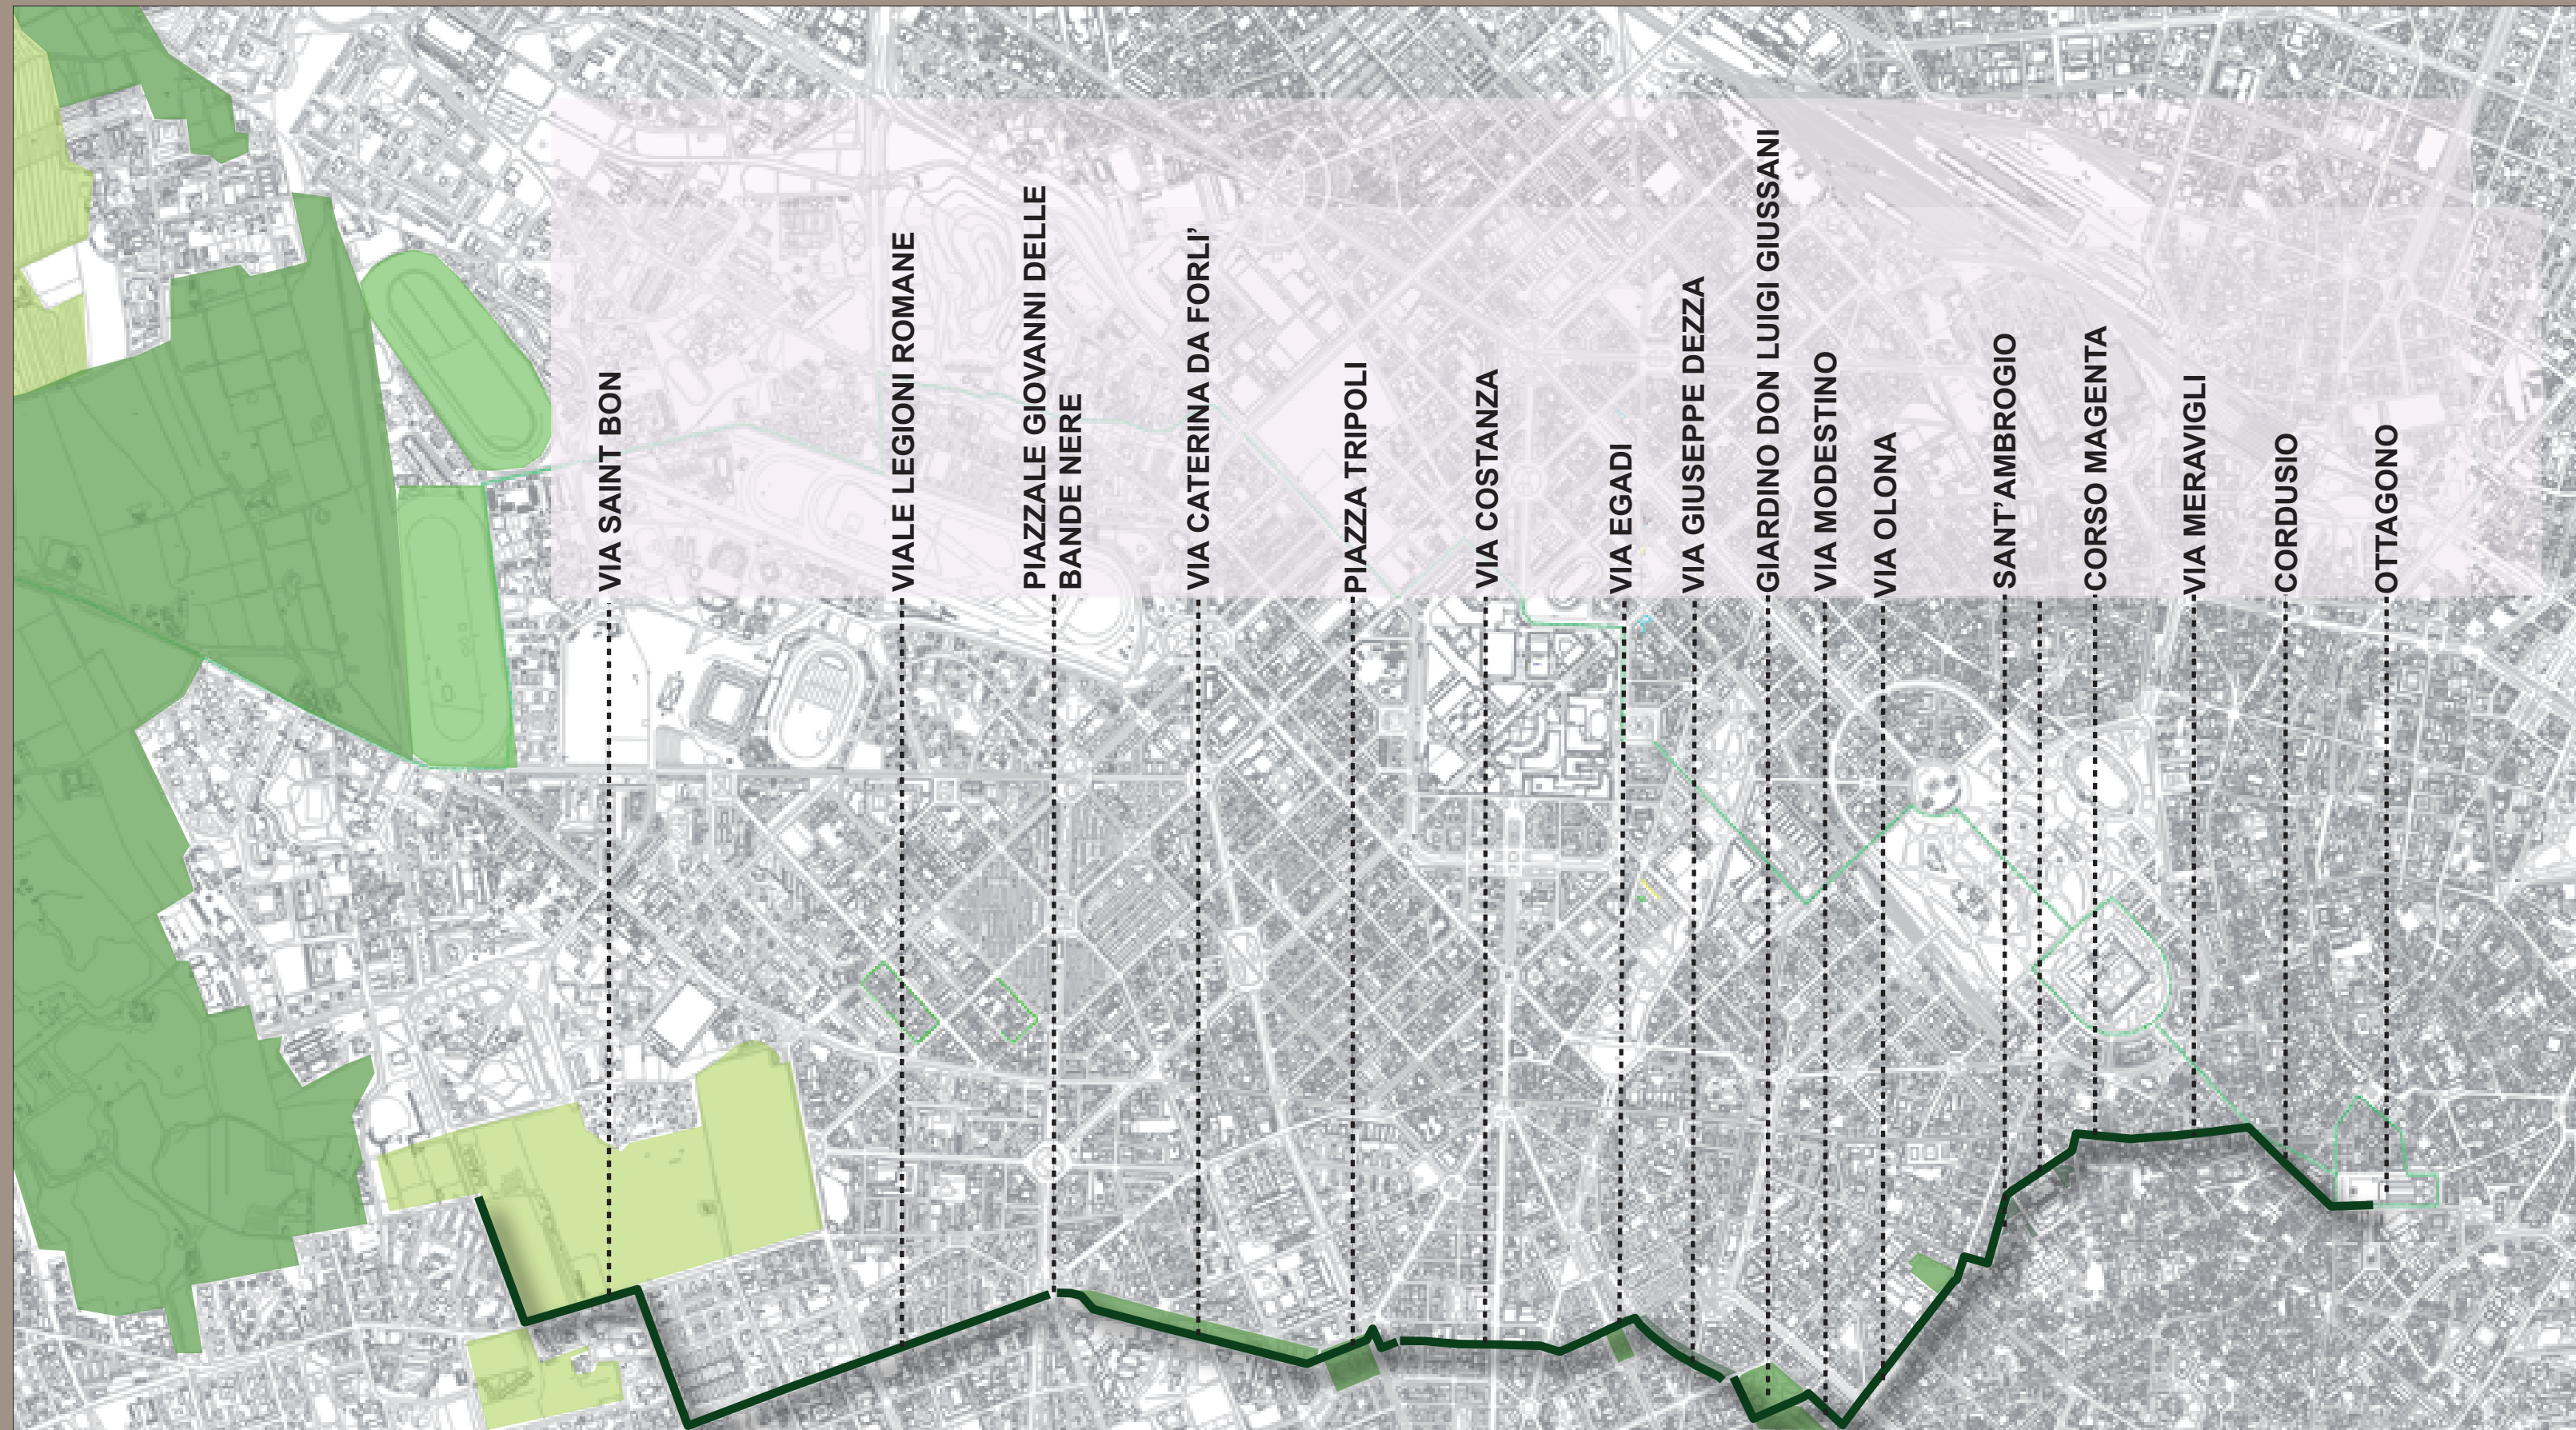 VIA SAINT BON
VIALE LEGIONI ROMANE
PIAZZALE GIOVANNI DELLE
BANDE NERE
VIA CATERINA DA FORLI’
PIAZZA TRIPOLI
VIA COSTANZA
VIA EGADI
VIA GIUSEPPE DEZZA
GIARDINO DON LUIGI GIUSSANI
VIA MODESTINO
VIA OLONA
SANT’ AMBROGIO
CORSO MAGENTA
VIA MERAVIGLI
CORDUSIO
OTTAGONO